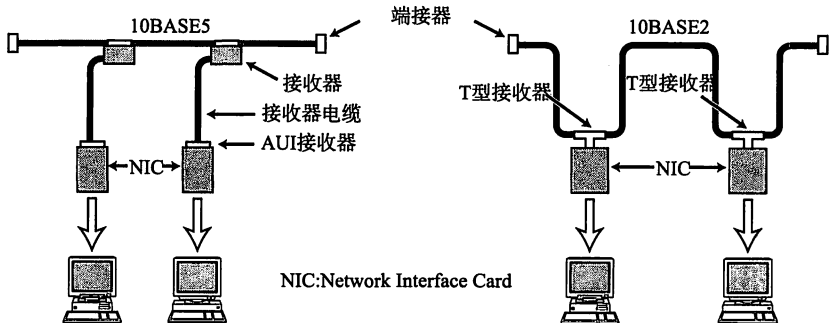 10BASE5
端接器
10BASE2
接收器
接收器电缆
AUI接收器
NIC
T型接收器
T型接收器
NIC
NIC:Network Interface Card